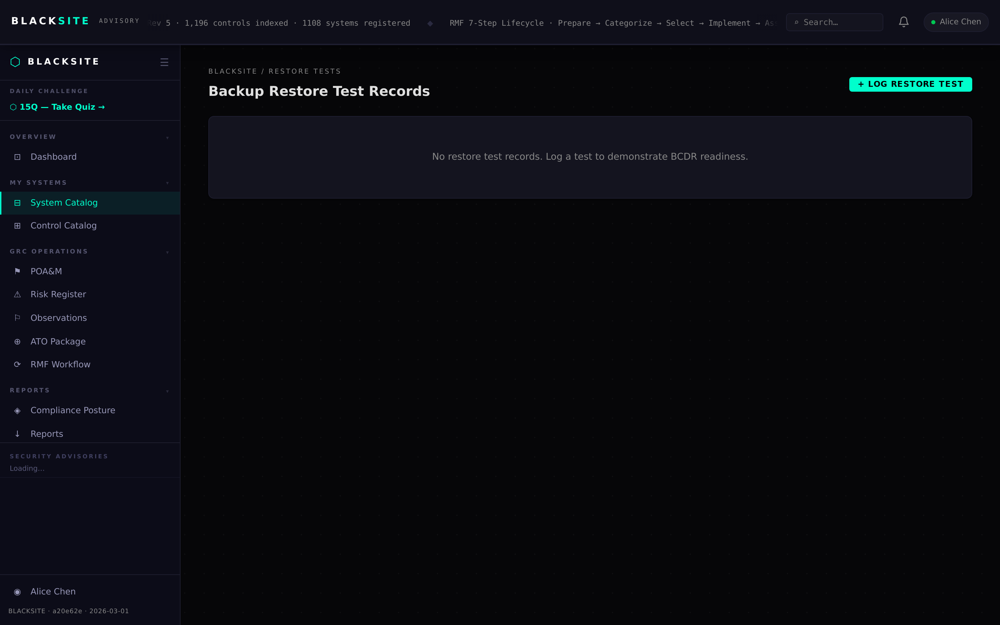 BLACKSITE ADVISORY
Rev 5 · 1,196 controls indexed · 1108 systems registered ◆ RMF 7-Step Lifecycle · Prepare → Categorize → Select → Implement → Ass
Search…
Alice Chen
BLACKSITE
DAILY CHALLENGE
15Q — Take Quiz →
OVERVIEW
Dashboard
MY SYSTEMS
System Catalog
Control Catalog
GRC OPERATIONS
POA&M
Risk Register
Observations
ATO Package
RMF Workflow
REPORTS
Compliance Posture
Reports
SECURITY ADVISORIES
Loading…
Alice Chen
BLACKSITE · a20e62e · 2026-03-01
BLACKSITE / RESTORE TESTS
Backup Restore Test Records
+ LOG RESTORE TEST
No restore test records. Log a test to demonstrate BCDR readiness.